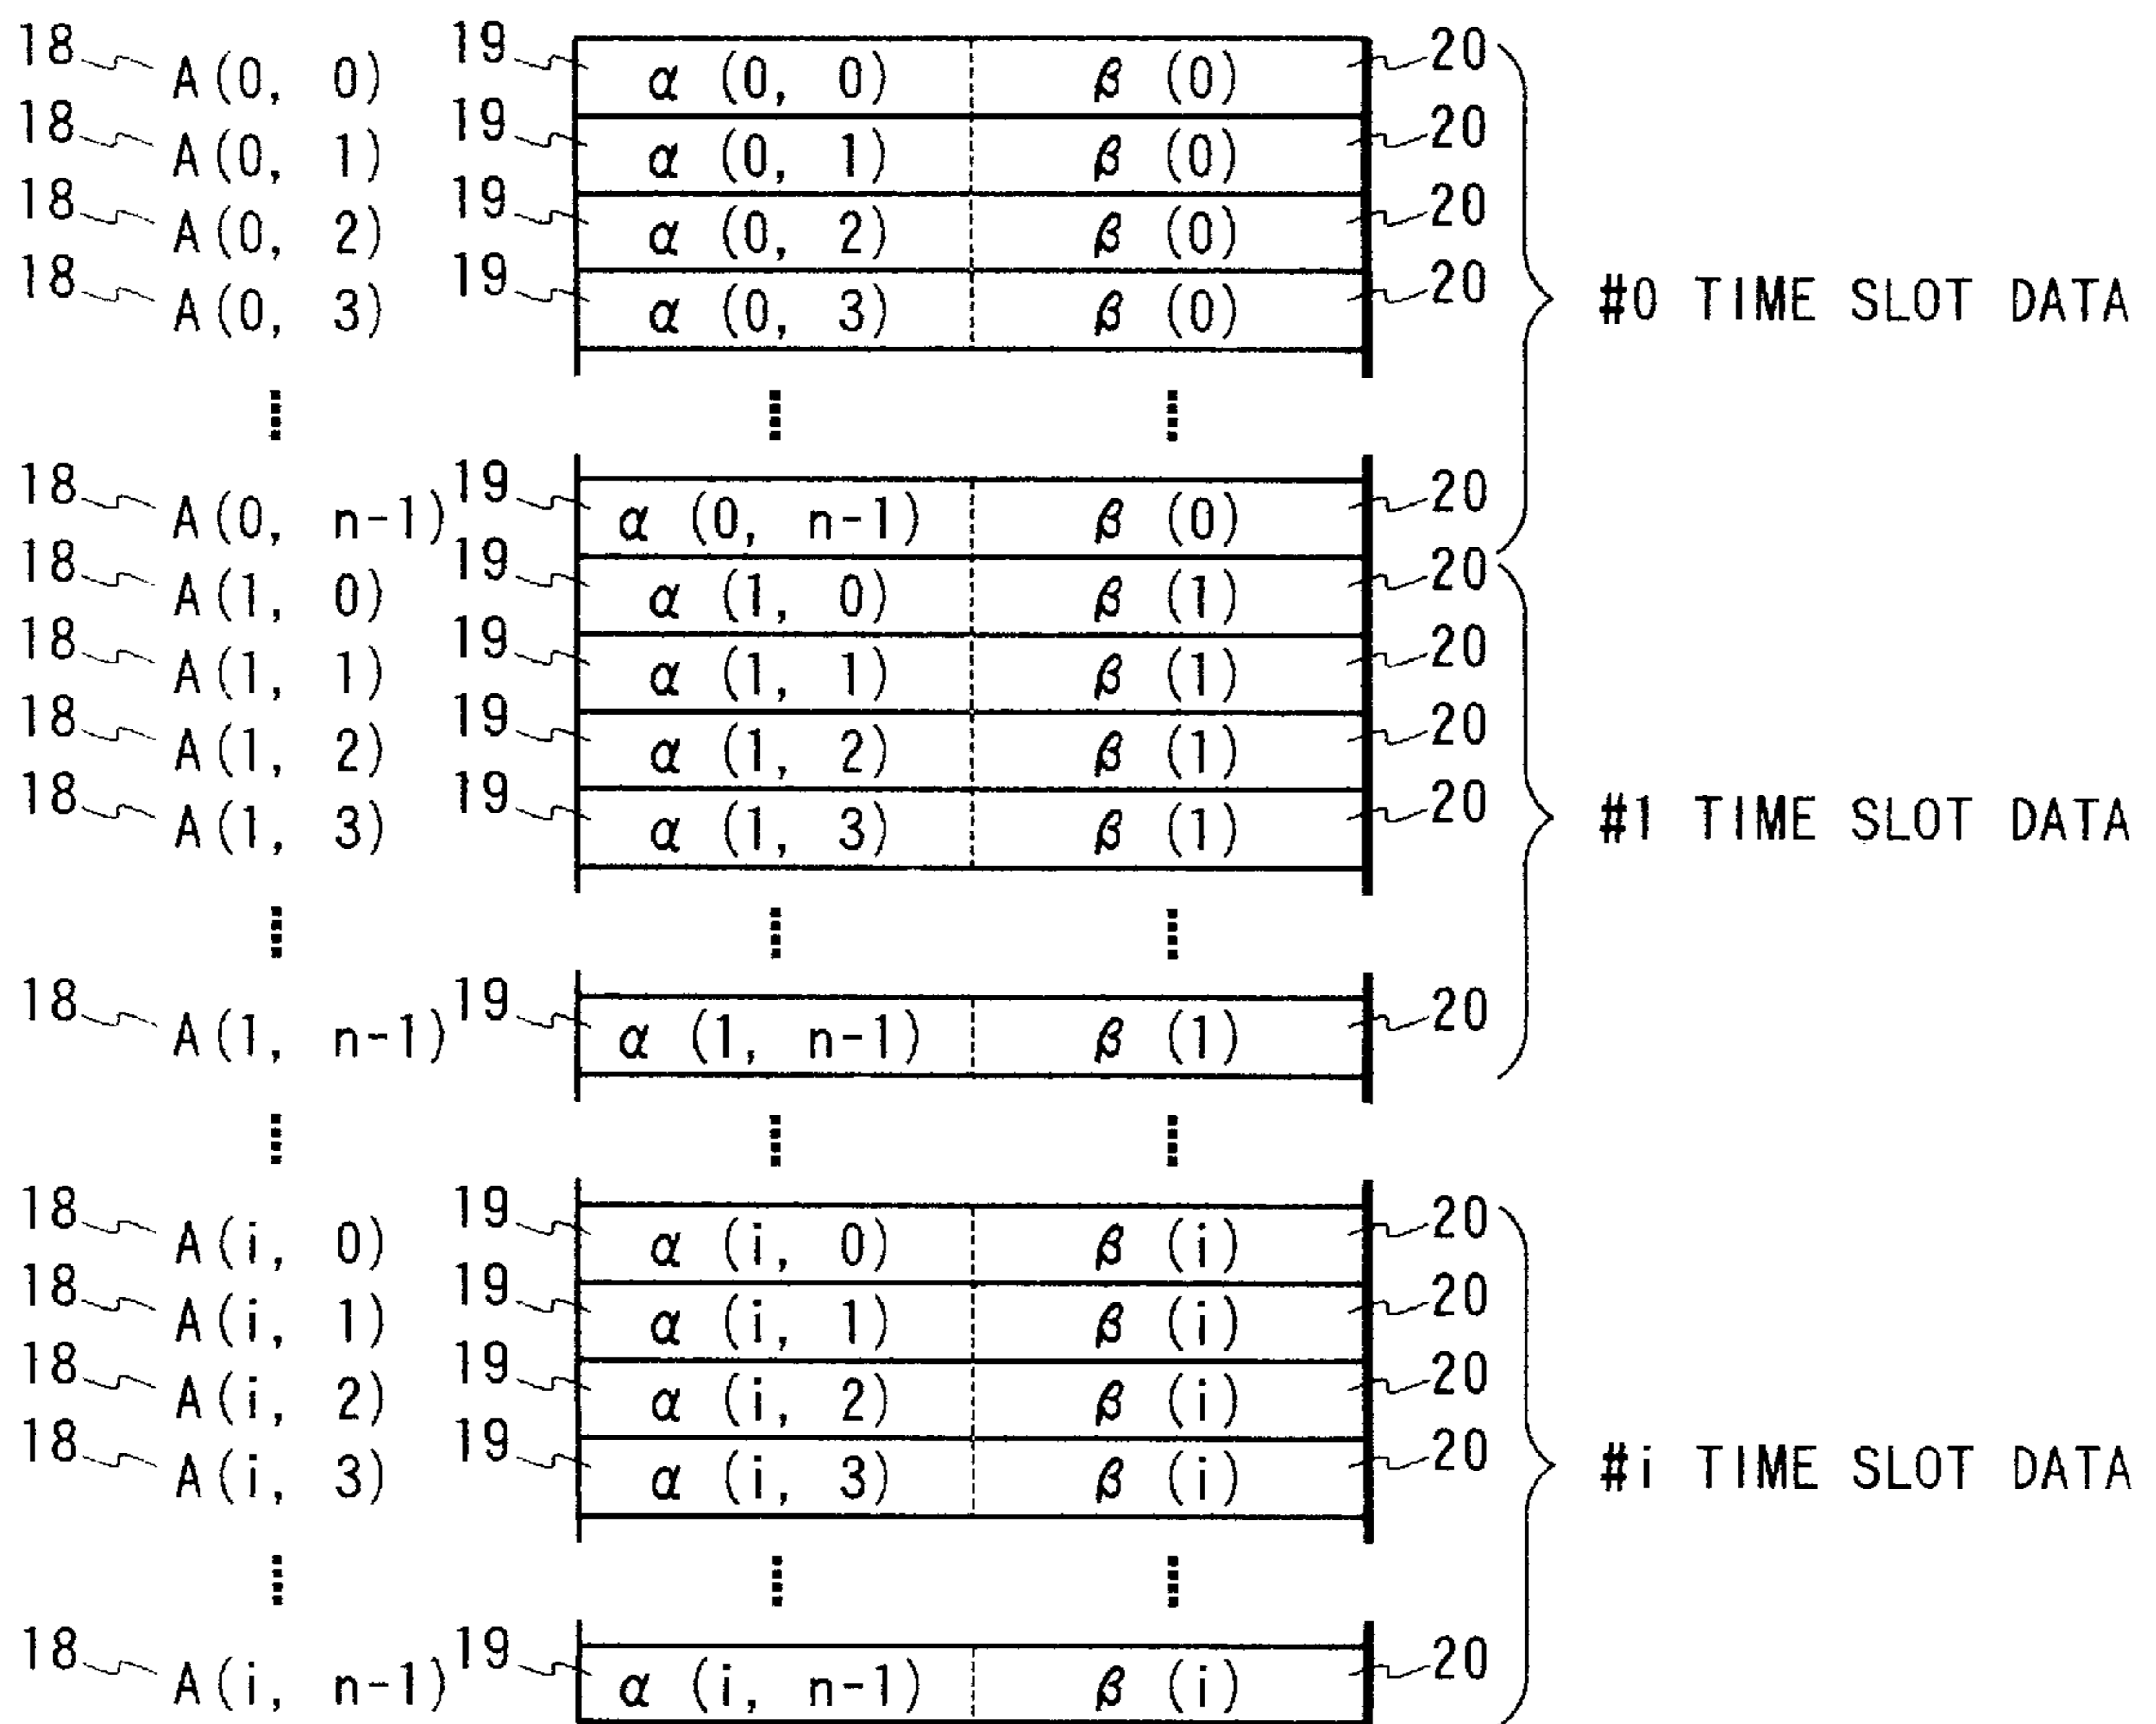 18 A(0, 0) 19 α (0, 0) β (0) 20
18 A(0, 1) 19 α (0, 1) β (0) 20
18 A(0, 2) 19 α (0, 2) β (0) 20
18 A(0, 3) 19 α (0, 3) β (0) 20
#0 TIME SLOT DATA
18 A(0, n-1) 19 α (0, n-1) β (0) 20
18 A(1, 0) 19 α (1, 0) β (1) 20
18 A(1, 1) 19 α (1, 1) β (1) 20
18 A(1, 2) 19 α (1, 2) β (1) 20
18 A(1, 3) 19 α (1, 3) β (1) 20
#1 TIME SLOT DATA
18 A(1, n-1) 19 α (1, n-1) β (1) 20
18 A(i, 0) 19 α (i, 0) β (i) 20
18 A(i, 1) 19 α (i, 1) β (i) 20
18 A(i, 2) 19 α (i, 2) β (i) 20
18 A(i, 3) 19 α (i, 3) β (i) 20
#i TIME SLOT DATA
18 A(i, n-1) 19 α (i, n-1) β (i) 20